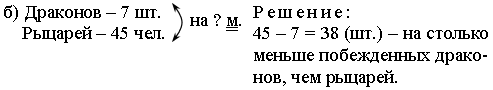 б) Драконов – 7 шт. на ? м. Решение:
Рыцарей – 45 чел. 45 – 7 = 38 (шт.) – на столько
меньше побежденных драко-
нов, чем рыцарей.